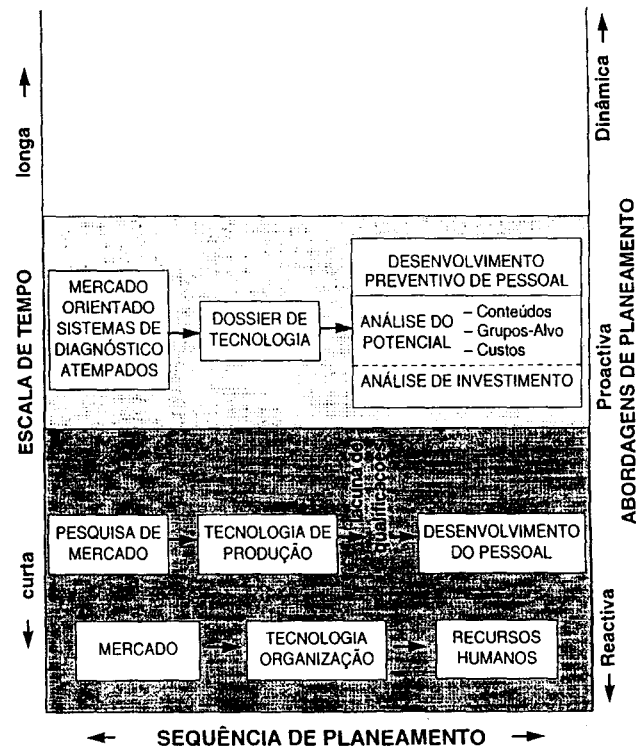 Dinâmica
longa
ABORDAGENS DE PLANEAMENTO
ESCALA DE TEMPO
MERCADO
ORIENTADO
SISTEMAS DE
DIAGNÓSTICO
ATEMPADOS
DOSSIER DE
TECNOLOGIA
DESENVOLVIMENTO
PREVENTIVO DE PESSOAL
ANÁLISE DO
POTENCIAL
– Conteúdos
– Grupos-Alvo
– Custos
ANÁLISE DE INVESTIMENTO
Proactiva
lacuna de
PESQUISA DE
MERCADO
TECNOLOGIA DE
PRODUÇÃO
DESENVOLVIMENTO
DO PESSOAL
curta
MERCADO
TECNOLOGIA
ORGANIZAÇÃO
RECURSOS
HUMANOS
Reactiva
SEQUÊNCIA DE PLANEAMENTO